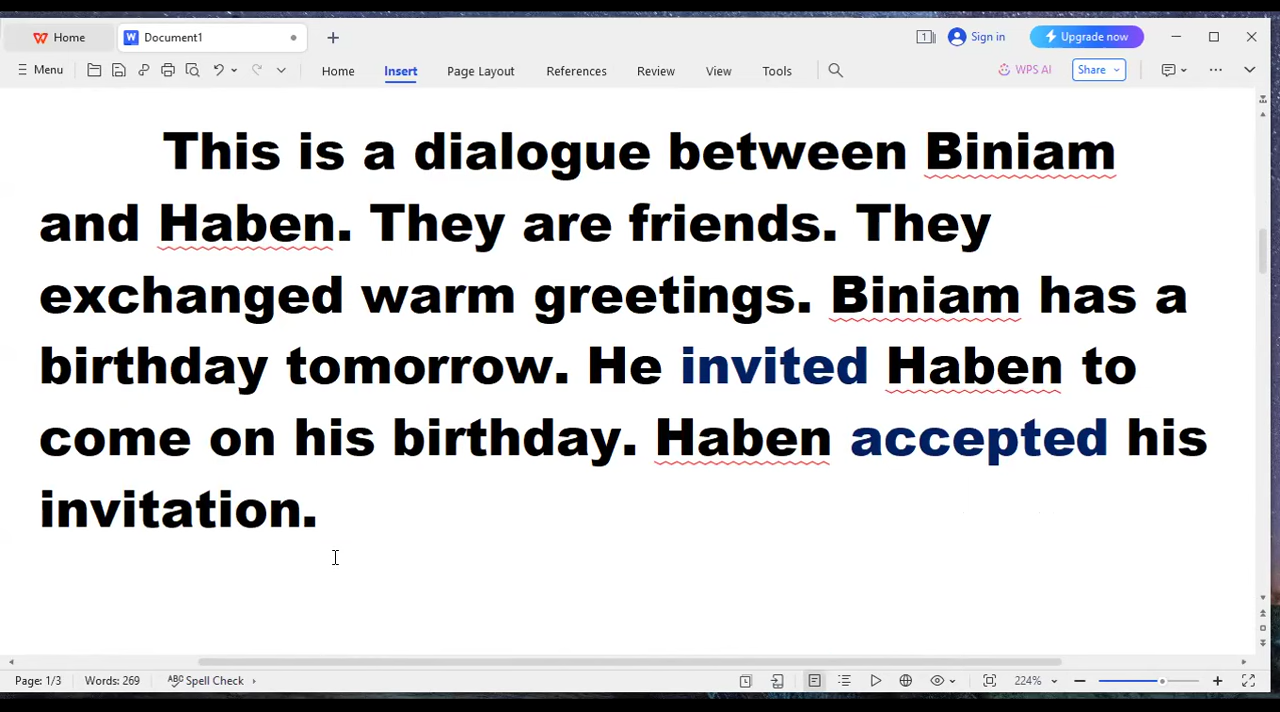 Home
Document1
1
Sign in
Upgrade now
Menu
Home
Insert
Page Layout
References
Review
View
Tools
WPS AI
Share
This is a dialogue between Biniam
and Haben. They are friends. They
exchanged warm greetings. Biniam has a
birthday tomorrow. He invited Haben to
come on his birthday. Haben accepted his
invitation.
Page: 1/3
Words: 269
ABC Spell Check
224%